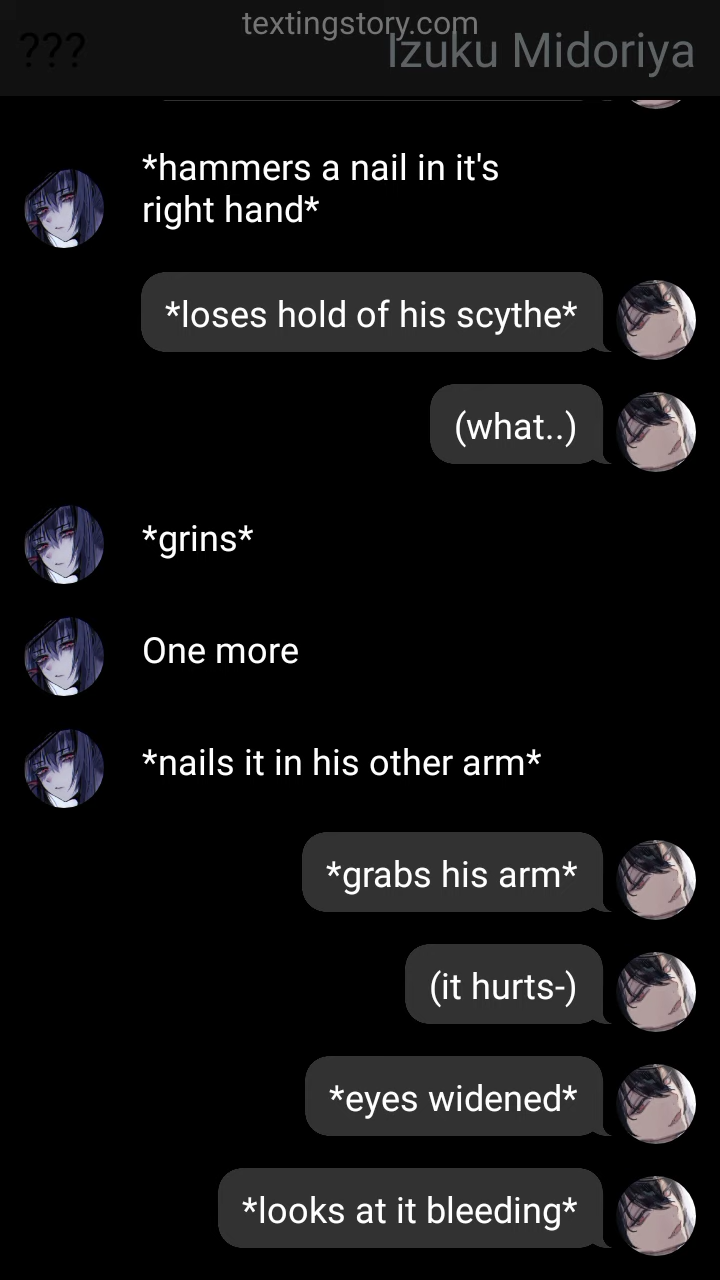 textingstory.com
???
Izuku Midoriya
*hammers a nail in it's
right hand*
*loses hold of his scythe*
(what..)
*grins*
One more
*nails it in his other arm*
*grabs his arm*
(it hurts-)
*eyes widened*
*looks at it bleeding*